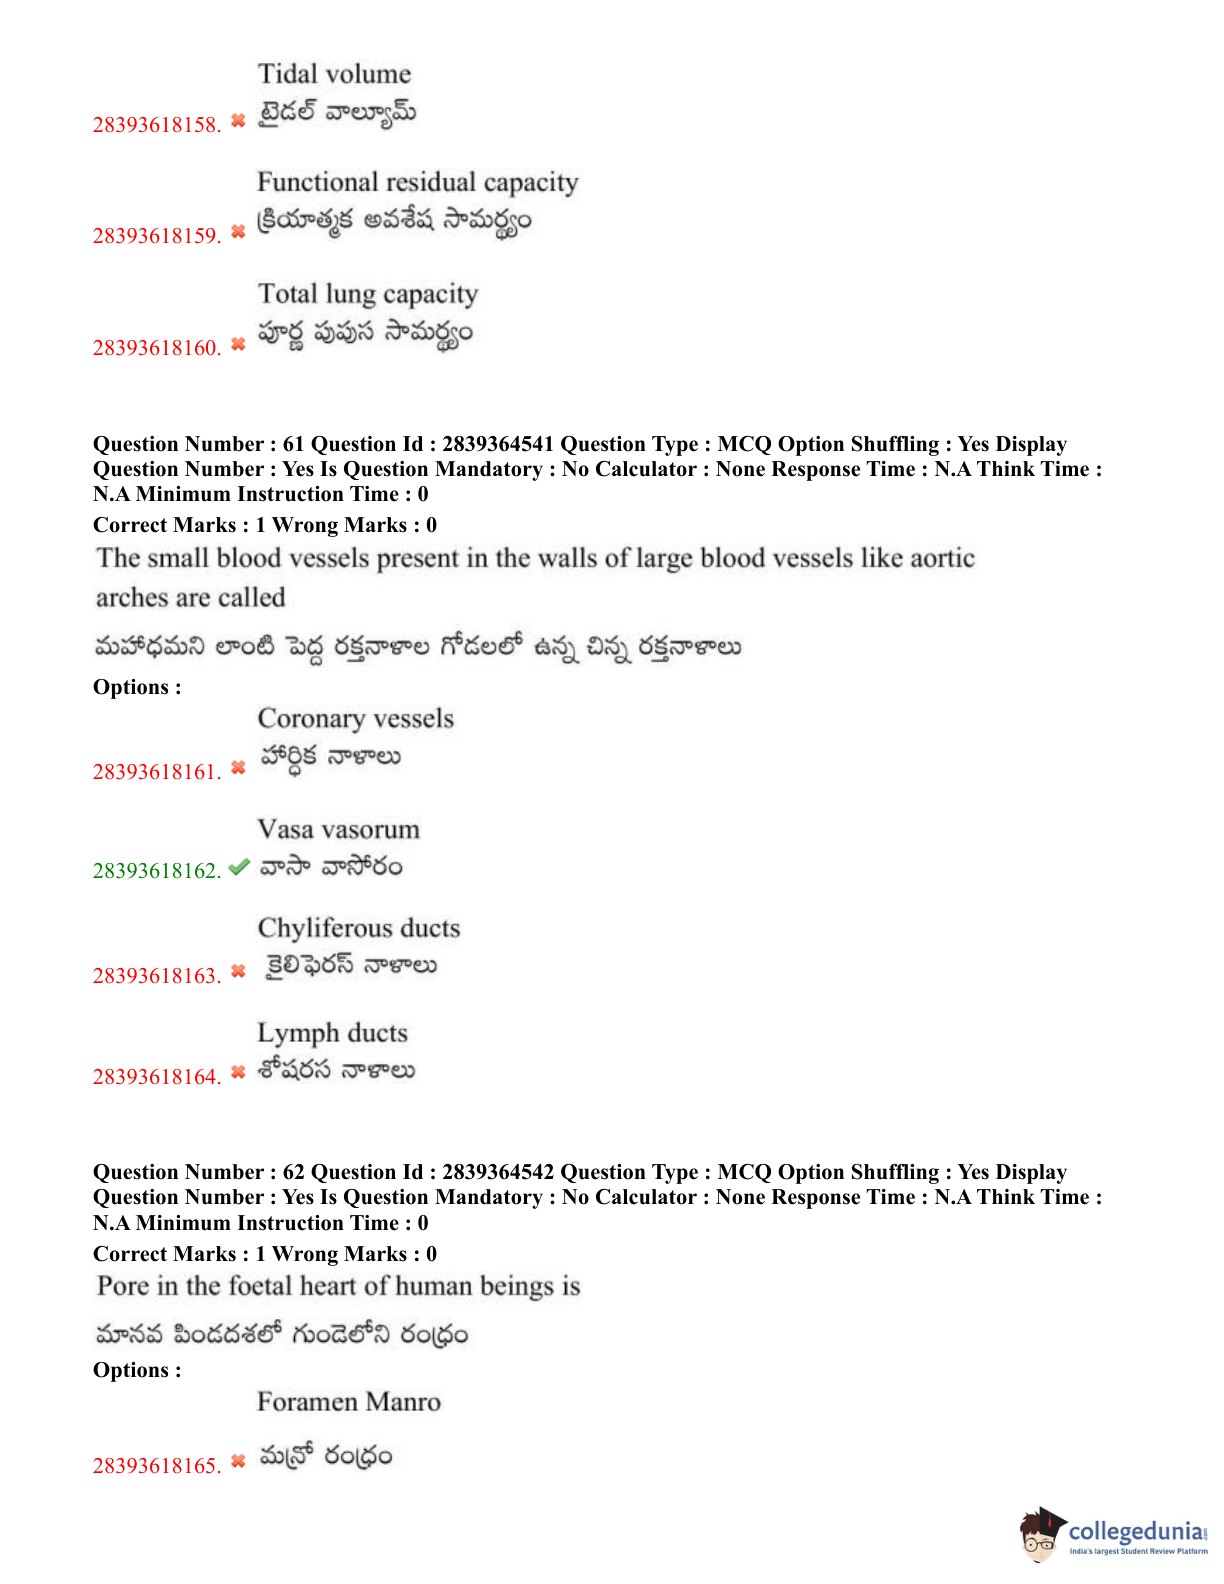 Tidal volume
టైడల్ వాల్యూమ్
28393618158.
Functional residual capacity
క్రియాత్మక అవశేష సామర్థ్యం
28393618159.
Total lung capacity
పూర్ణ పుపుస సామర్థ్యం
28393618160.
Question Number : 61 Question Id : 2839364541 Question Type : MCQ Option Shuffling : Yes Display
Question Number : Yes Is Question Mandatory : No Calculator : None Response Time : N.A Think Time :
N.A Minimum Instruction Time : 0
Correct Marks : 1 Wrong Marks : 0
The small blood vessels present in the walls of large blood vessels like aortic
arches are called
మహాధమని లాంటి పెద్ద రక్తనాళాల గోడలలో ఉన్న చిన్న రక్తనాళాలు
Options :
Coronary vessels
హార్ధిక నాళాలు
28393618161.
Vasa vasorum
వాసా వాసోరం
28393618162.
Chyliferous ducts
కైలిఫెరస్ నాళాలు
28393618163.
Lymph ducts
శోషరస నాళాలు
28393618164.
Question Number : 62 Question Id : 2839364542 Question Type : MCQ Option Shuffling : Yes Display
Question Number : Yes Is Question Mandatory : No Calculator : None Response Time : N.A Think Time :
N.A Minimum Instruction Time : 0
Correct Marks : 1 Wrong Marks : 0
Pore in the foetal heart of human beings is
మానవ పిండదశలో గుండెలోని రంధ్రం
Options :
Foramen Manro
మన్రో రంధ్రం
28393618165.
collegedunia
India's largest Student Review Platform